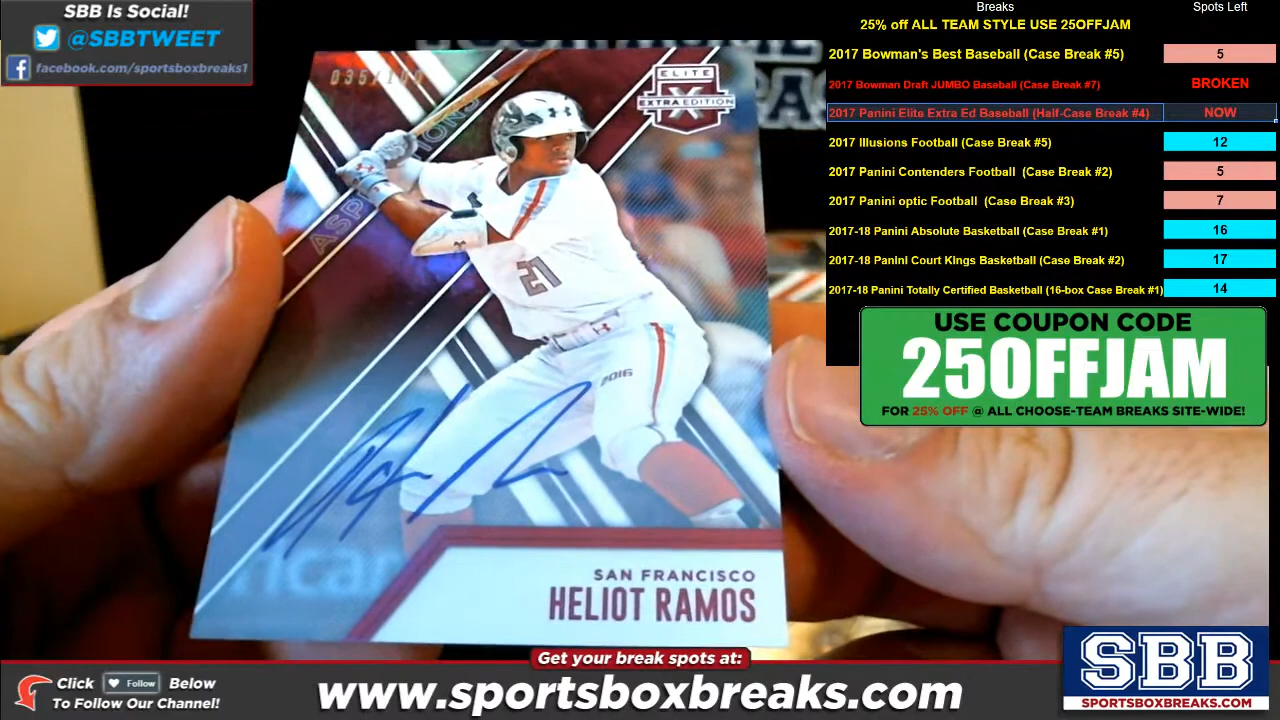 SBB Is Social!
@SBBTWEET
facebook.com/sportsboxbreaks1
Breaks Spots Left
25% off ALL TEAM STYLE USE 25OFFJAM
2017 Bowman's Best Baseball (Case Break #5) 5
2017 Bowman Draft JUMBO Baseball (Case Break #7) BROKEN
2017 Panini Elite Extra Ed Baseball (Half-Case Break #4) NOW
2017 Illusions Football (Case Break #5) 12
2017 Panini Contenders Football (Case Break #2) 5
2017 Panini optic Football (Case Break #3) 7
2017-18 Panini Absolute Basketball (Case Break #1) 16
2017-18 Panini Court Kings Basketball (Case Break #2) 17
2017-18 Panini Totally Certified Basketball (16-box Case Break #1) 14
USE COUPON CODE
25OFFJAM
FOR 25% OFF @ ALL CHOOSE-TEAM BREAKS SITE-WIDE!
035/100
ELITE
X
EXTRA EDITION
21
2016
SAN FRANCISCO
HELIOT RAMOS
Get your break spots at:
Click Follow Below
To Follow Our Channel!
www.sportsboxbreaks.com
SBB
SPORTSBOXBREAKS.COM